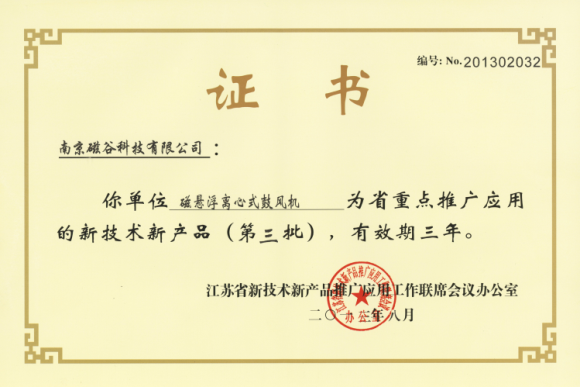 编号: No.201302032
证书
南京磁谷科技有限公司：
你单位 磁悬浮离心式鼓风机 为省重点推广应用
的新技术新产品（第三批），有效期三年。
江苏省新技术新产品推广应用工作联席会议办公室
二〇一三年八月
办公室